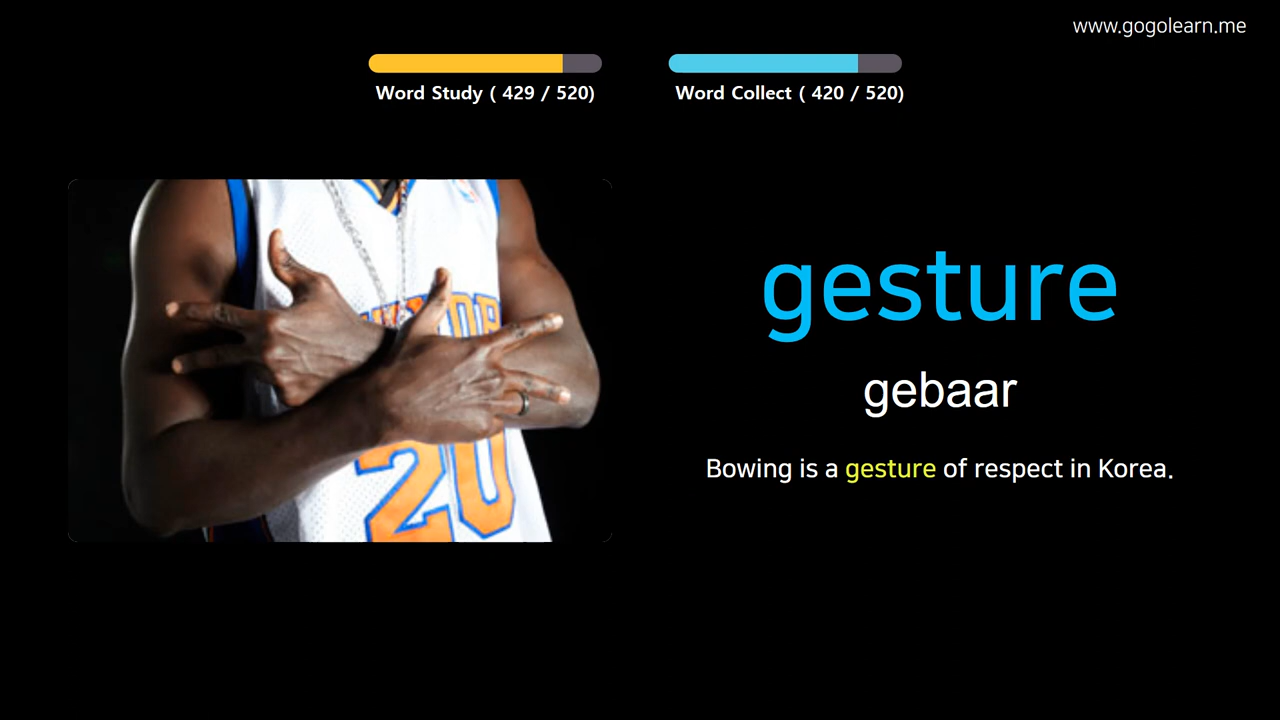 www.gogolearn.me
Word Study ( 429 / 520)
Word Collect ( 420 / 520)
20
gesture
gebaar
Bowing is a gesture of respect in Korea.